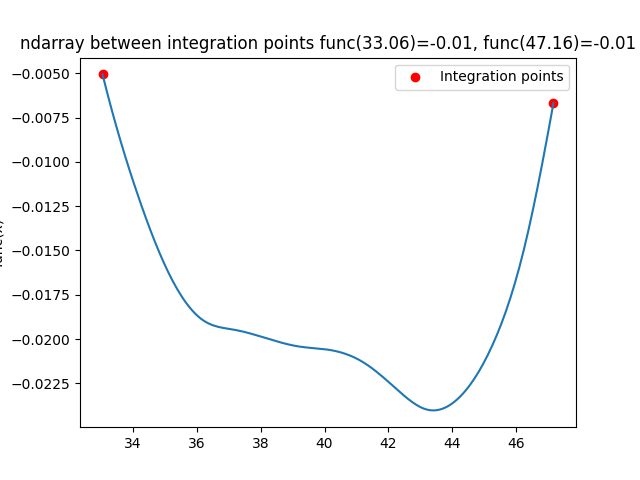 ndarray between integration points func(33.06)=-0.01, func(47.16)=-0.01
Integration points
−0.0050
−0.0075
−0.0100
−0.0125
−0.0150
−0.0175
−0.0200
−0.0225
34 36 38 40 42 44 46